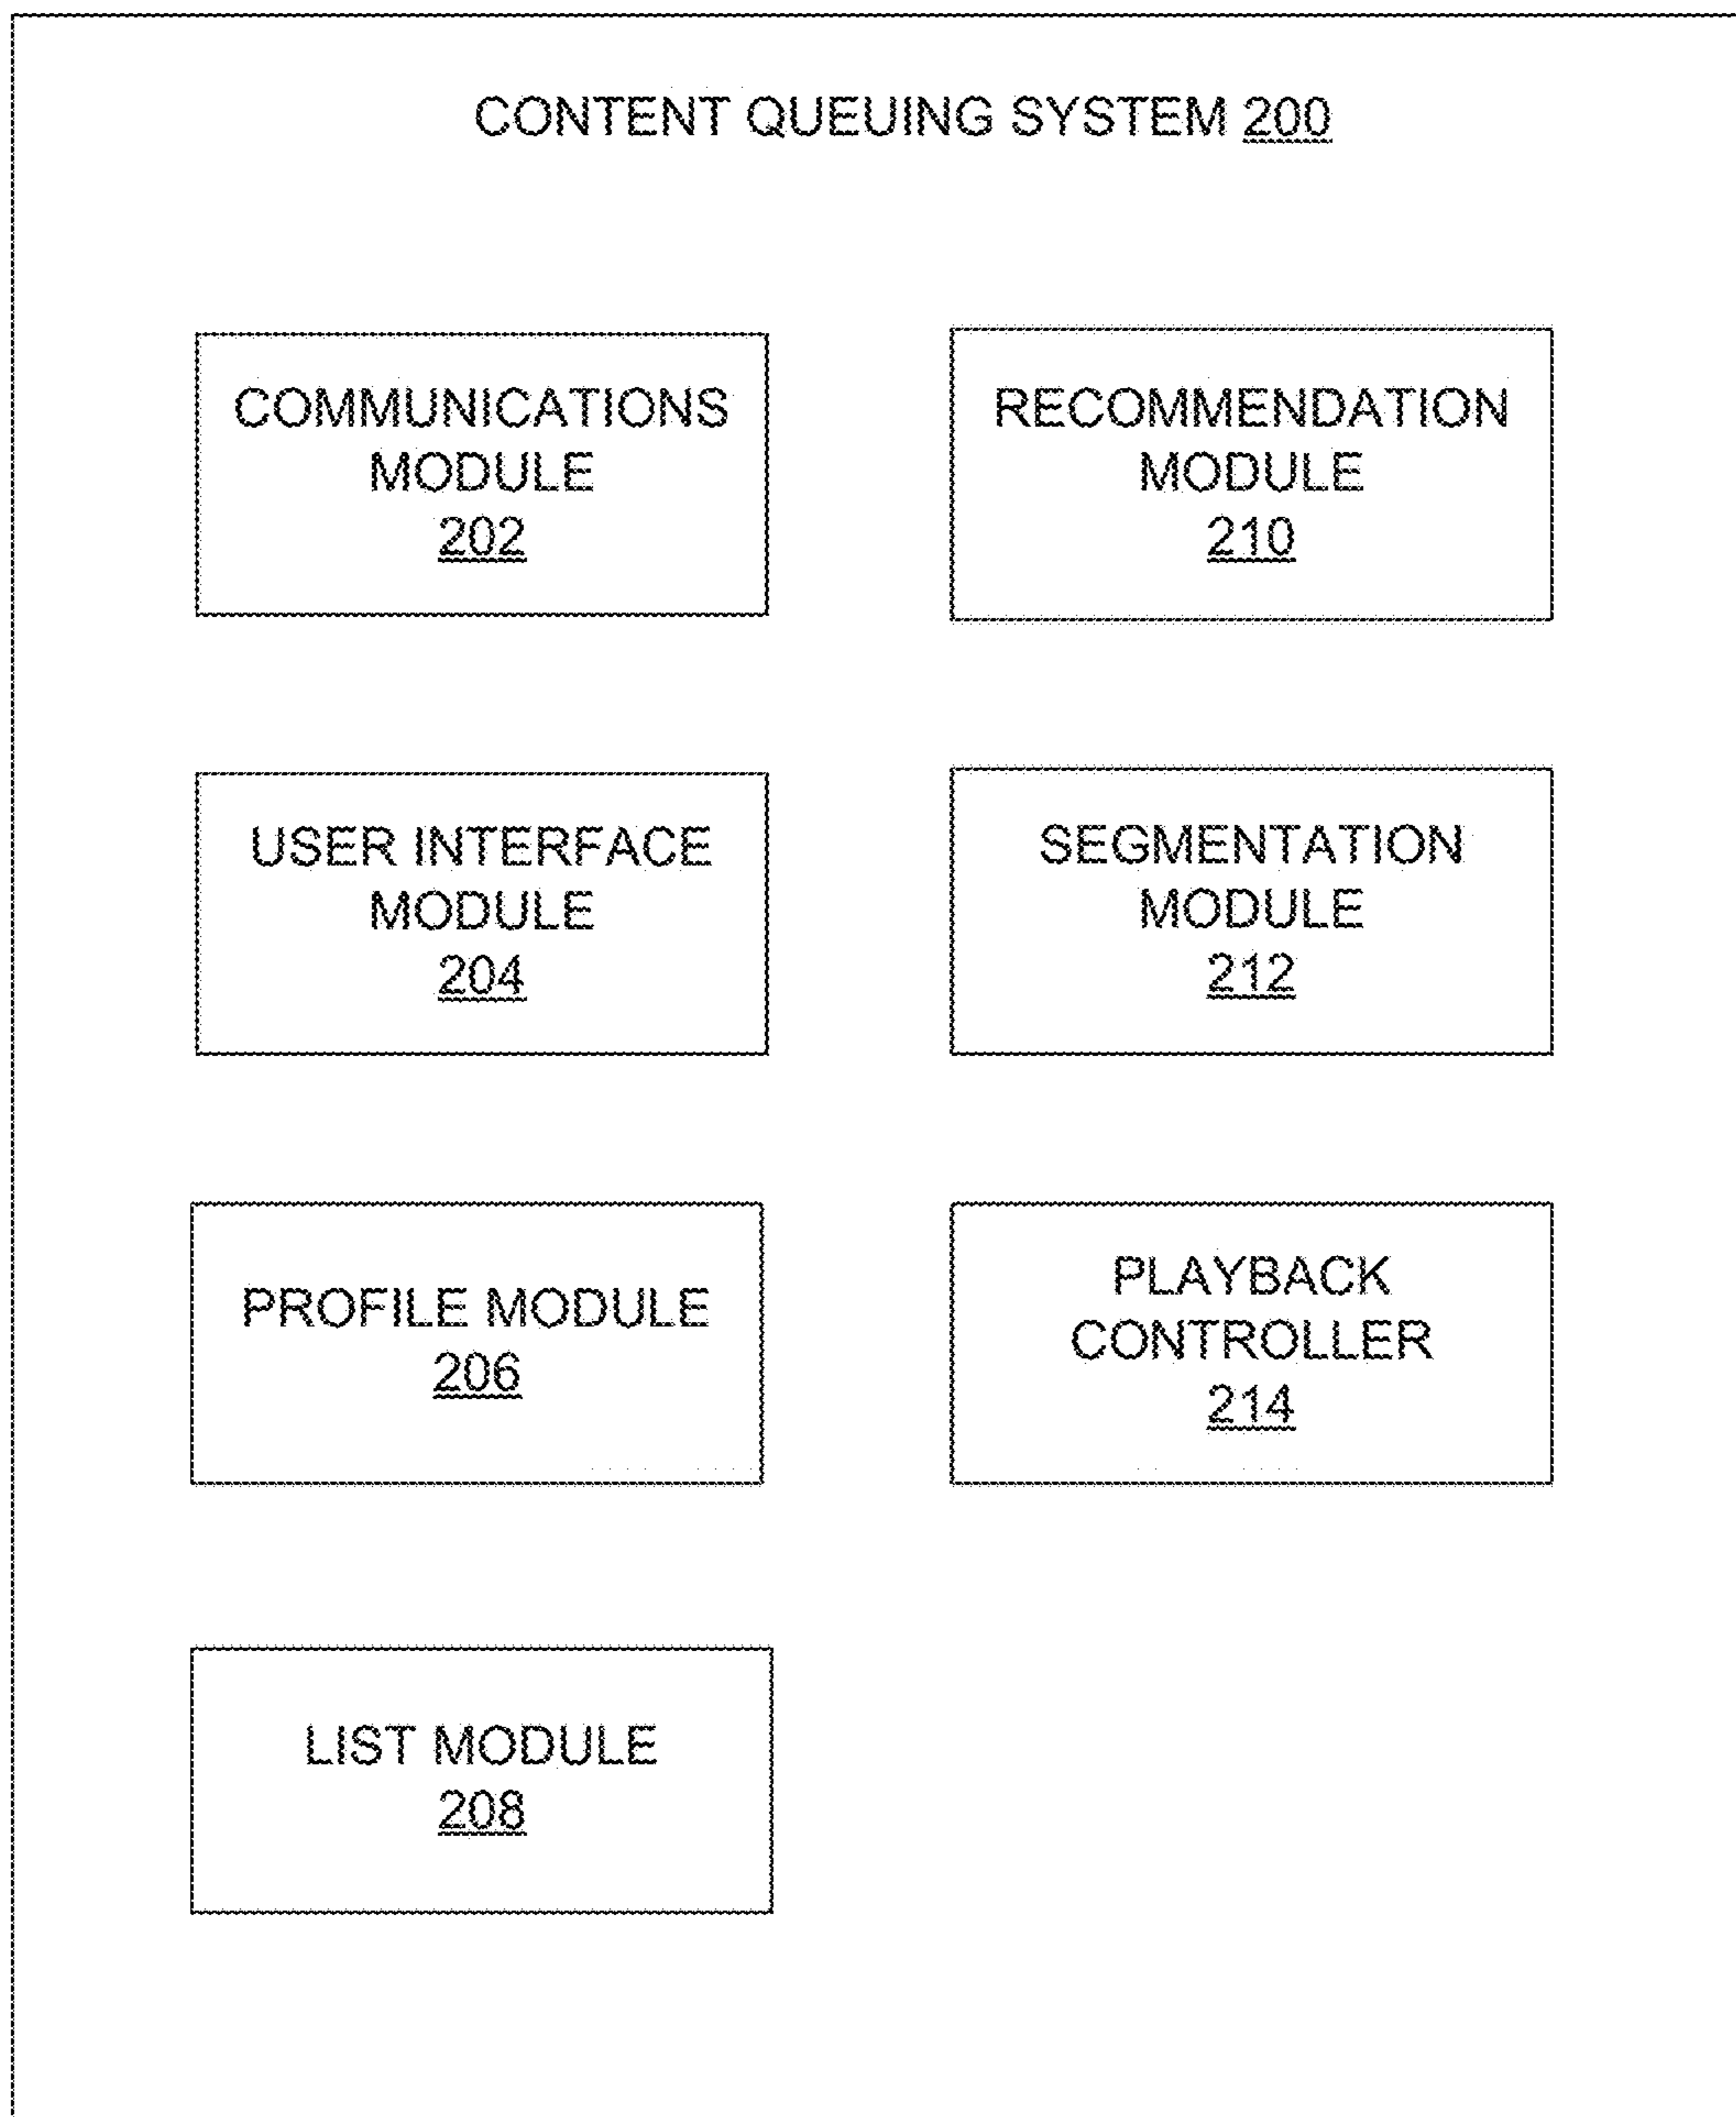 CONTENT QUEUING SYSTEM 200
COMMUNICATIONS
MODULE
202
RECOMMENDATION
MODULE
210
USER INTERFACE
MODULE
204
SEGMENTATION
MODULE
212
PROFILE MODULE
206
PLAYBACK
CONTROLLER
214
LIST MODULE
208